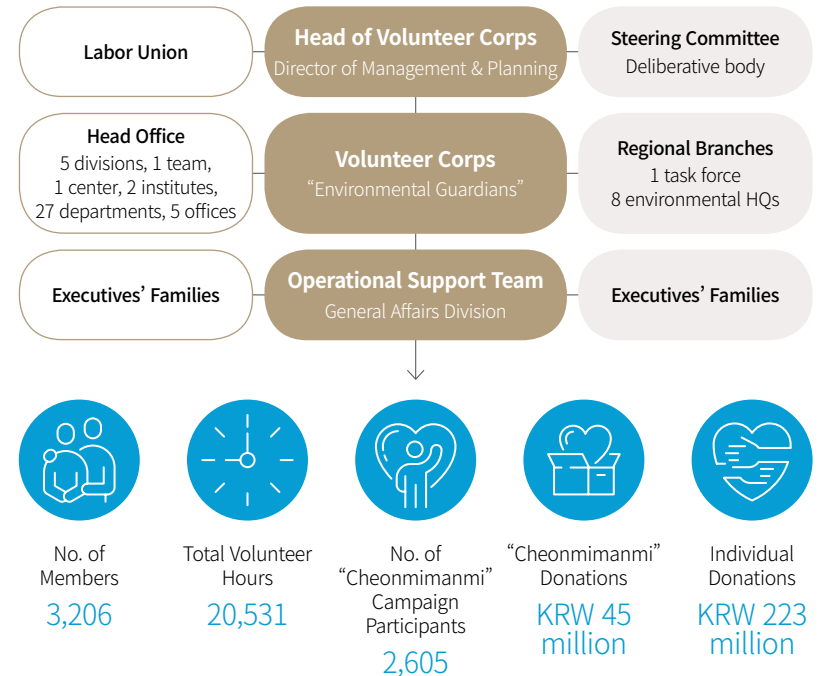 Labor Union
Head of Volunteer Corps
Director of Management & Planning
Steering Committee
Deliberative body
Head Office
5 divisions, 1 team,
1 center, 2 institutes,
27 departments, 5 offices
Volunteer Corps
“Environmental Guardians”
Regional Branches
1 task force
8 environmental HQs
Executives’ Families
Operational Support Team
General Affairs Division
Executives’ Families
No. of
Members
3,206
Total Volunteer
Hours
20,531
No. of
“Cheonmimanmi”
Campaign
Participants
2,605
“Cheonmimanmi”
Donations
KRW 45
million
Individual
Donations
KRW 223
million